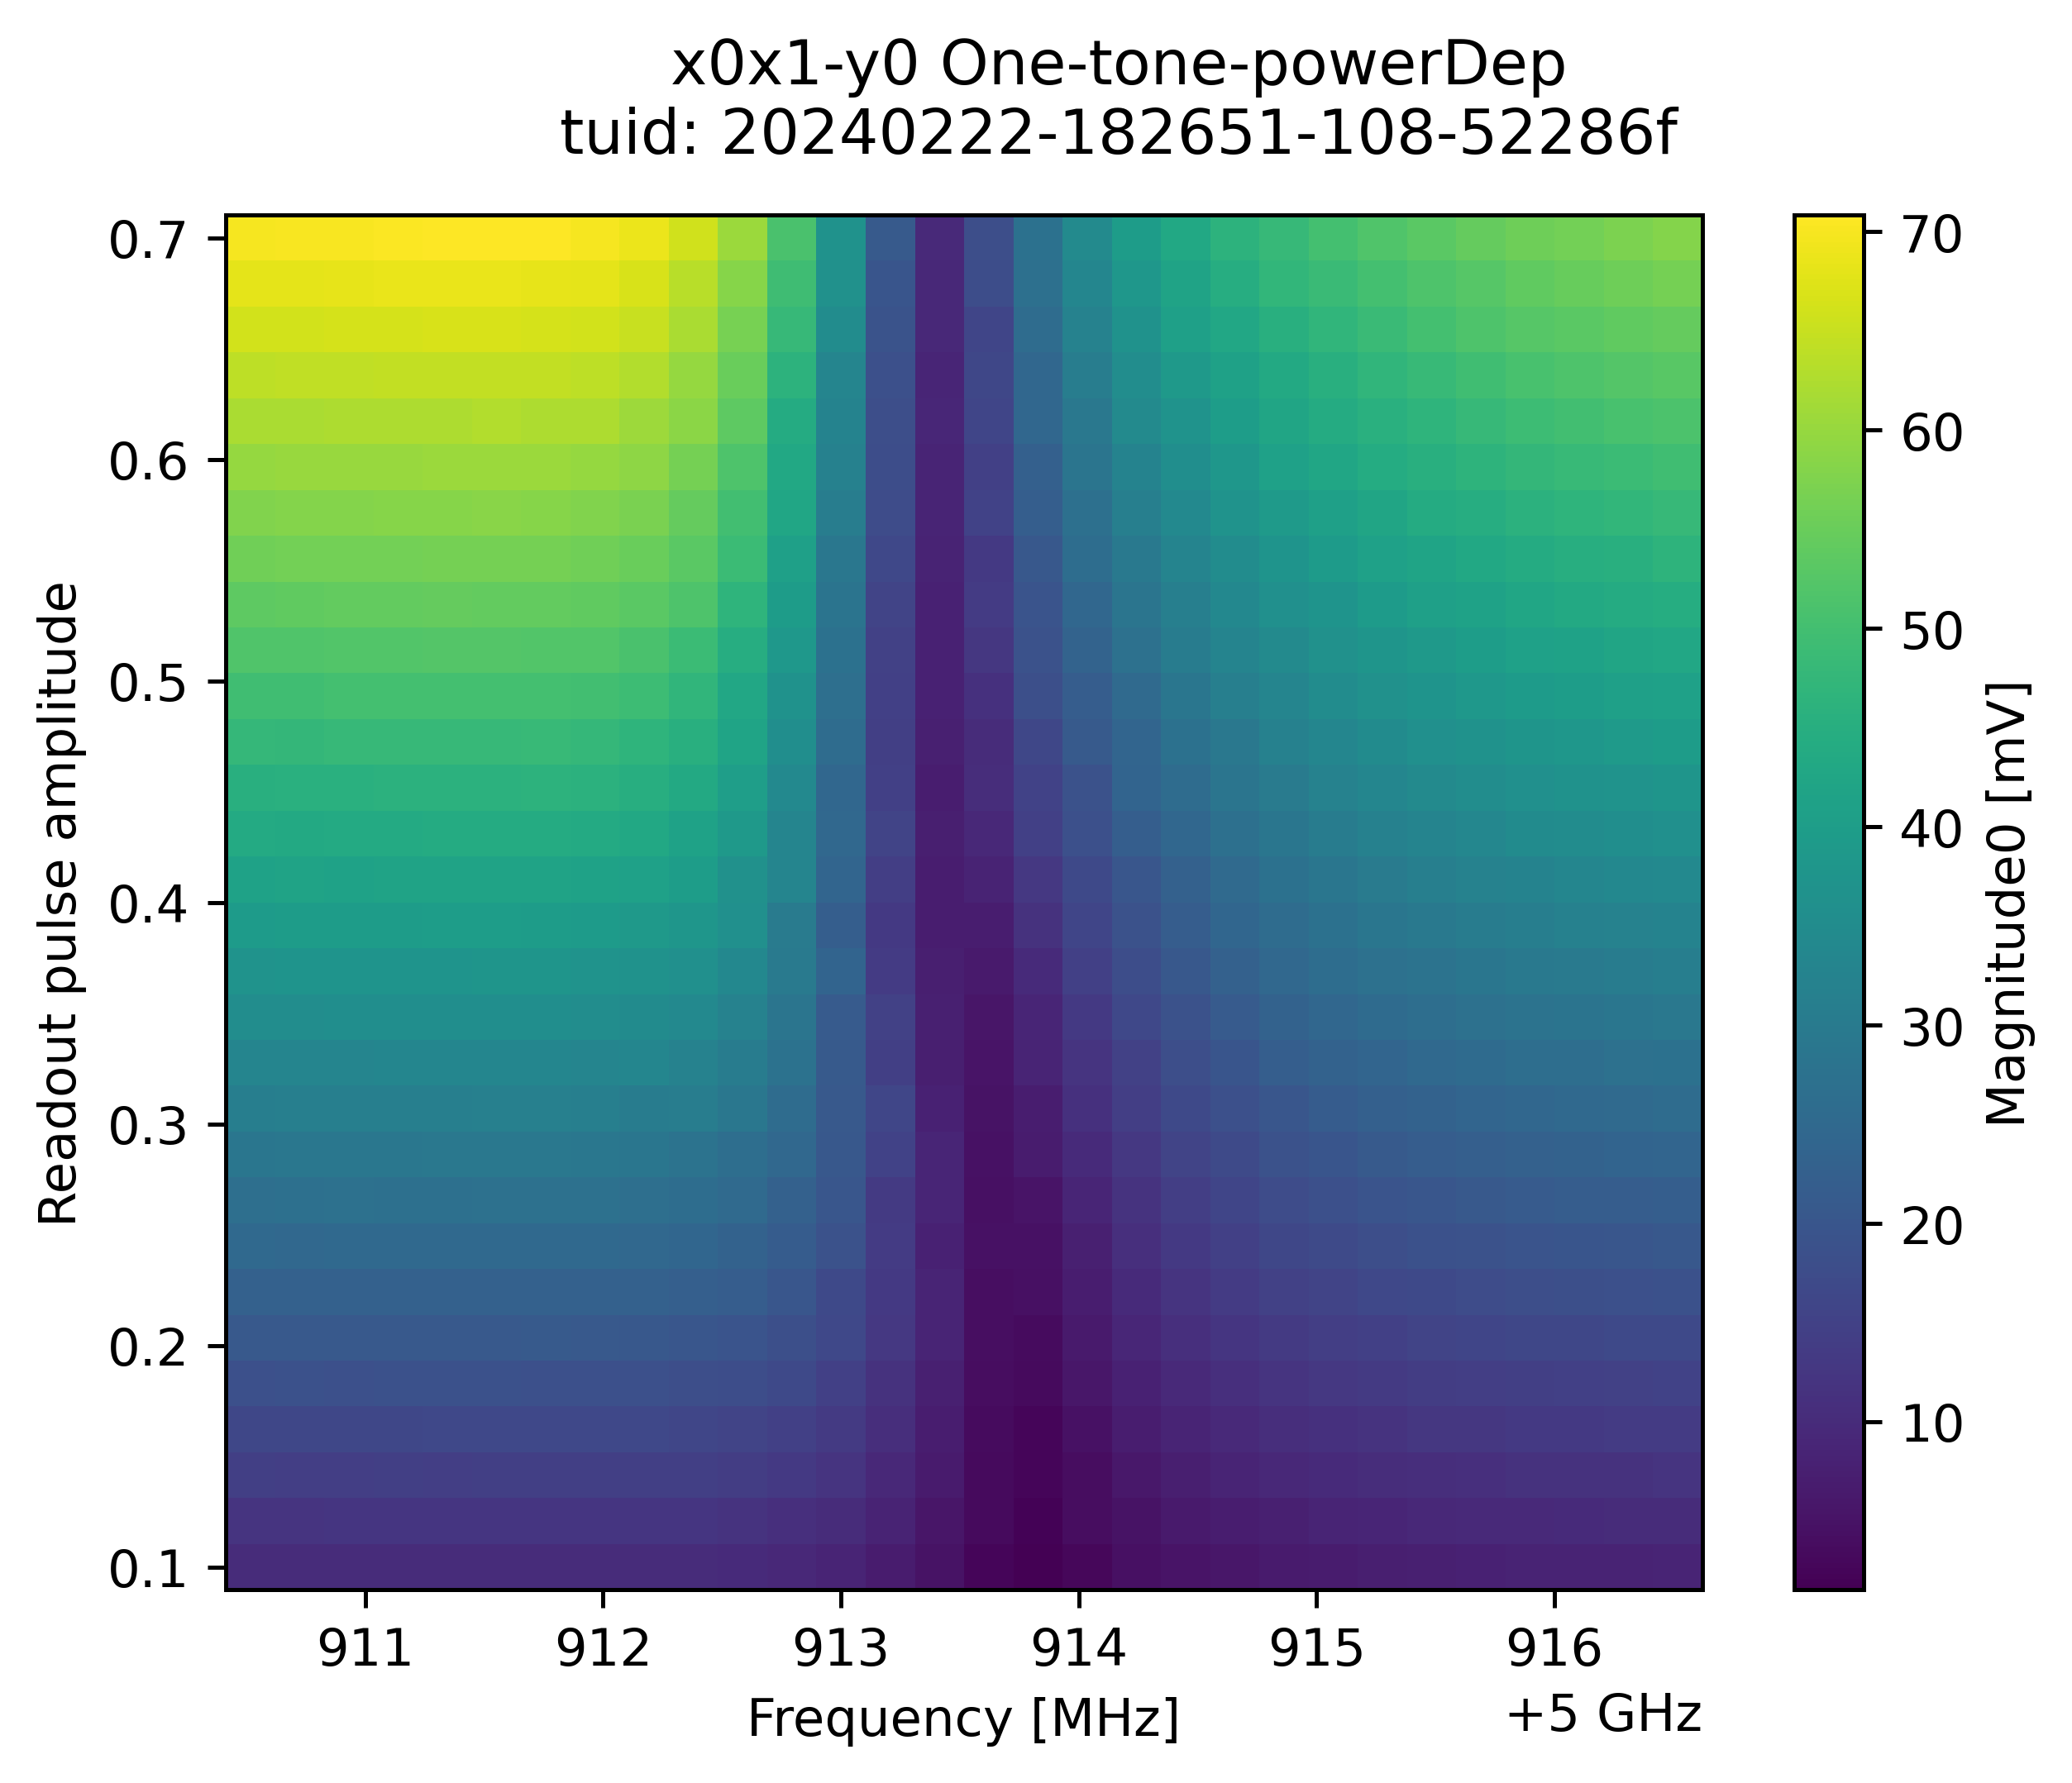 x0x1-y0 One-tone-powerDep
tuid: 20240222-182651-108-52286f
Readout pulse amplitude
0.7
0.6
0.5
0.4
0.3
0.2
0.1
911 912 913 914 915 916
Frequency [MHz]
+5 GHz
70
60
50
40
30
20
10
Magnitude0 [mV]